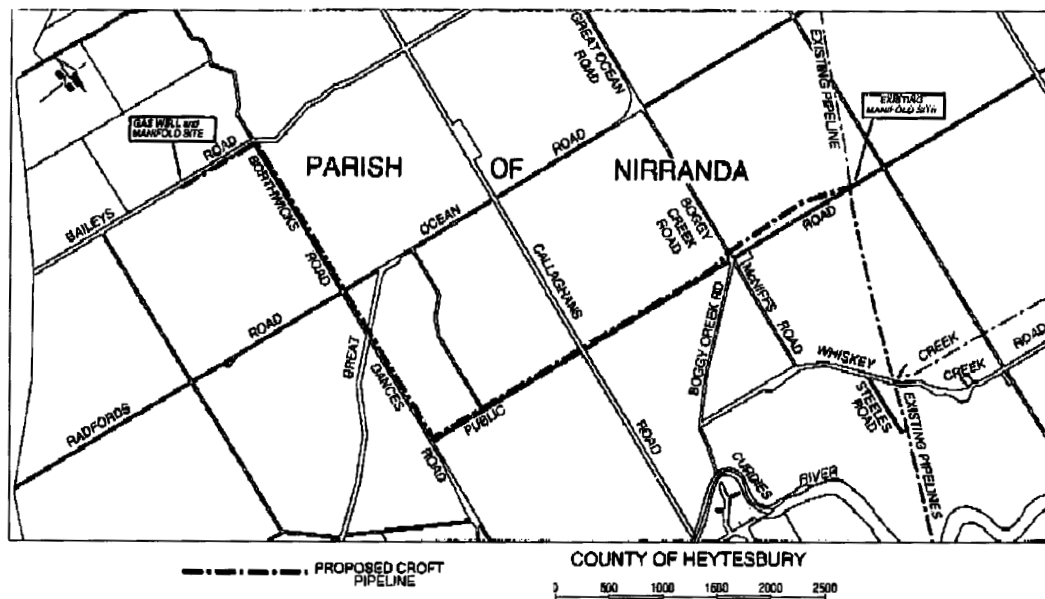 GREAT OCEAN
ROAD
EXISTING PIPELINE
EXISTING
MANIFOLD SITE
GAS WELL and
MANIFOLD SITE
ROAD
BAILEYS
BORTHWICKS
ROAD
PARISH OF NIRRANDA
ROAD
OCEAN
BOGGY
CREEK
ROAD
ROAD
CALLAGHANS
ROAD
McNIFFS
ROAD
BOGGY CREEK RD
WHISKEY
CREEK
CREEK
ROAD
STEELES
ROAD
EXISTING PIPELINES
ROAD
RADFORDS
GREAT
DANCES
ROAD
PUBLIC
CURDIES
RIVER
PROPOSED CROFT
PIPELINE
COUNTY OF HEYTESBURY
0 500 1000 1500 2000 2500